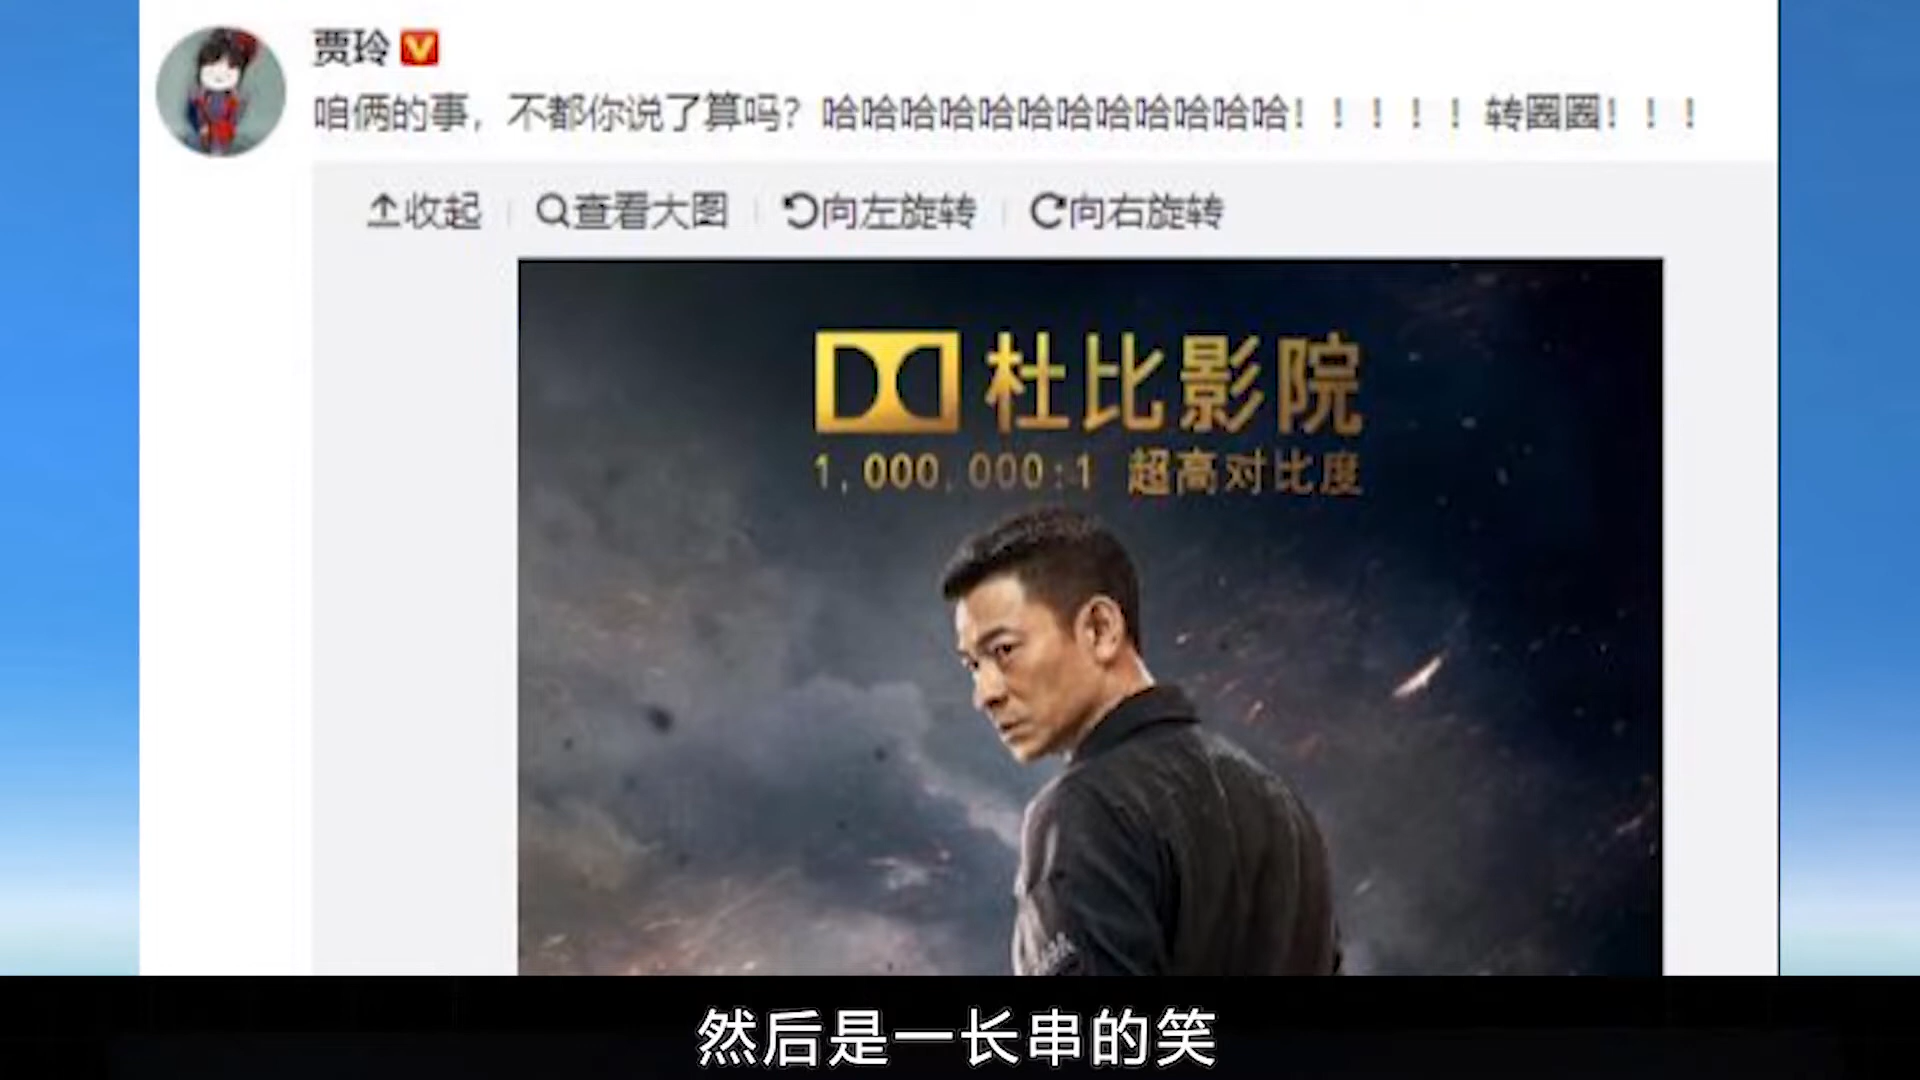 贾玲
咱俩的事，不都你说了算吗？哈哈哈哈哈哈哈哈哈哈哈哈！！！！！转圈圈！！！
收起 查看大图 向左旋转 向右旋转
杜比影院
1,000,000:1 超高对比度
然后是一长串的笑